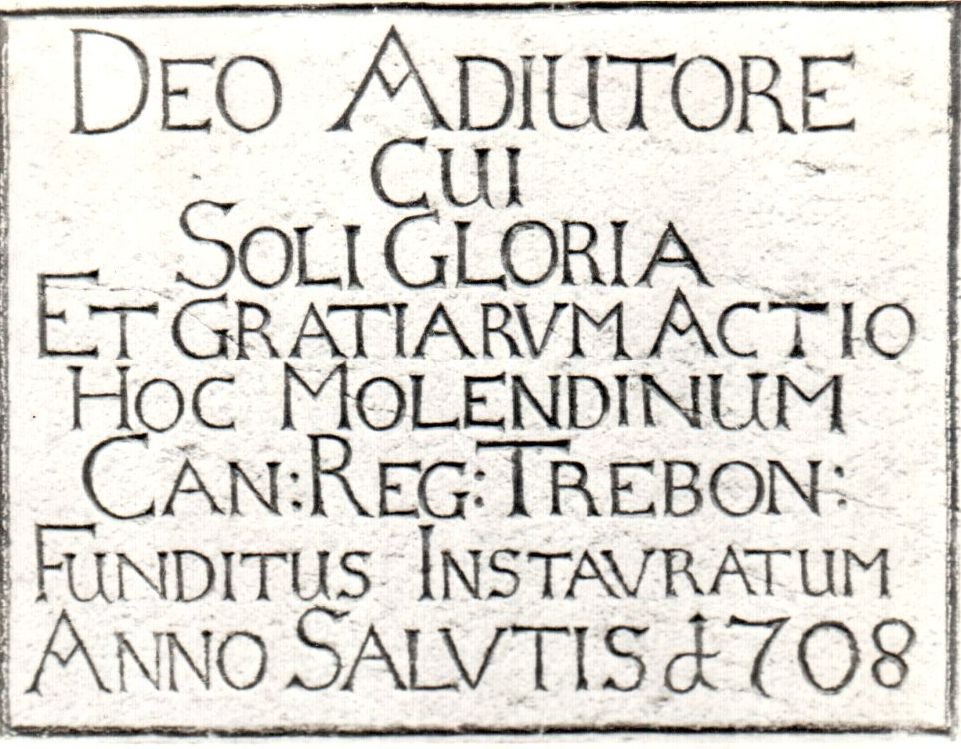 DEO ADIUTORE
CUI
SOLI GLORIA
ET GRATIARVM ACTIO
HOC MOLENDINUM
CAN:REG:TREBON:
FUNDITUS INSTAVRATUM
ANNO SALVTIS 1708